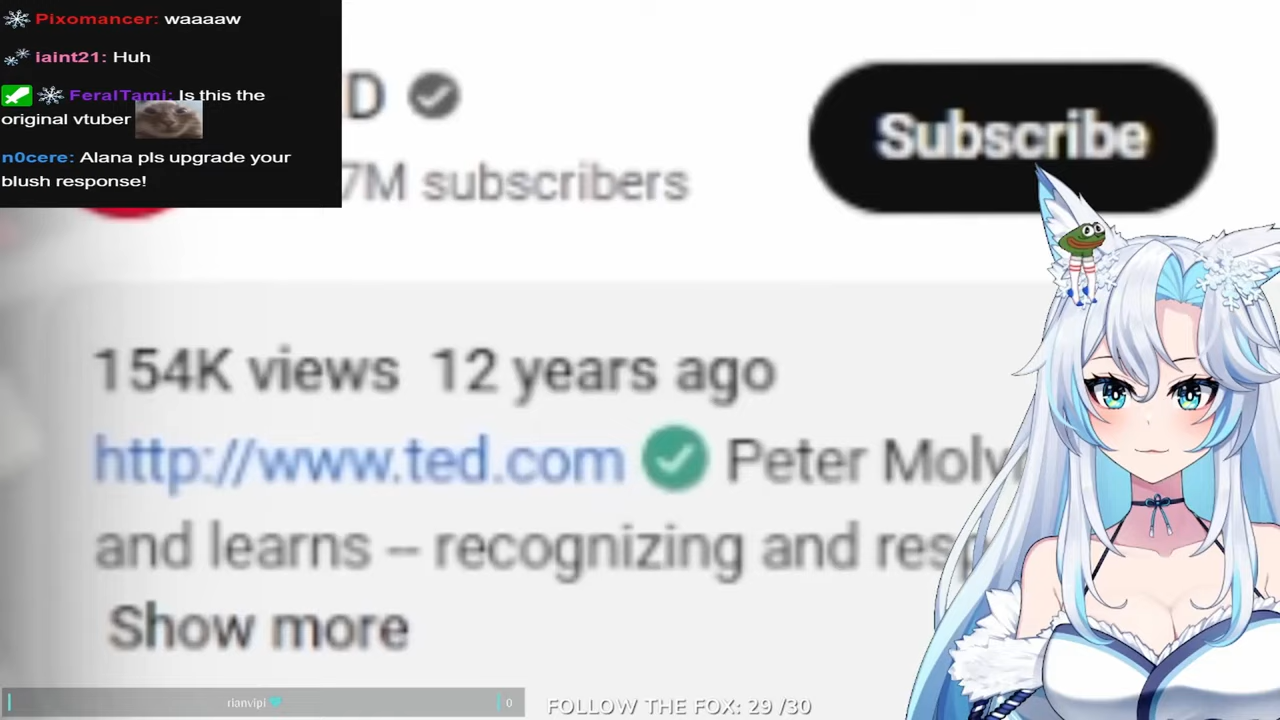 Pixomancer: waaaaw
iaint21: Huh
FeralTami: Is this the
original vtuber
n0cere: Alana pls upgrade your
blush response!
D
7M subscribers
Subscribe
154K views 12 years ago
http://www.ted.com Peter Moly
and learns -- recognizing and resp
Show more
rianvipi
0
FOLLOW THE FOX: 29 /30